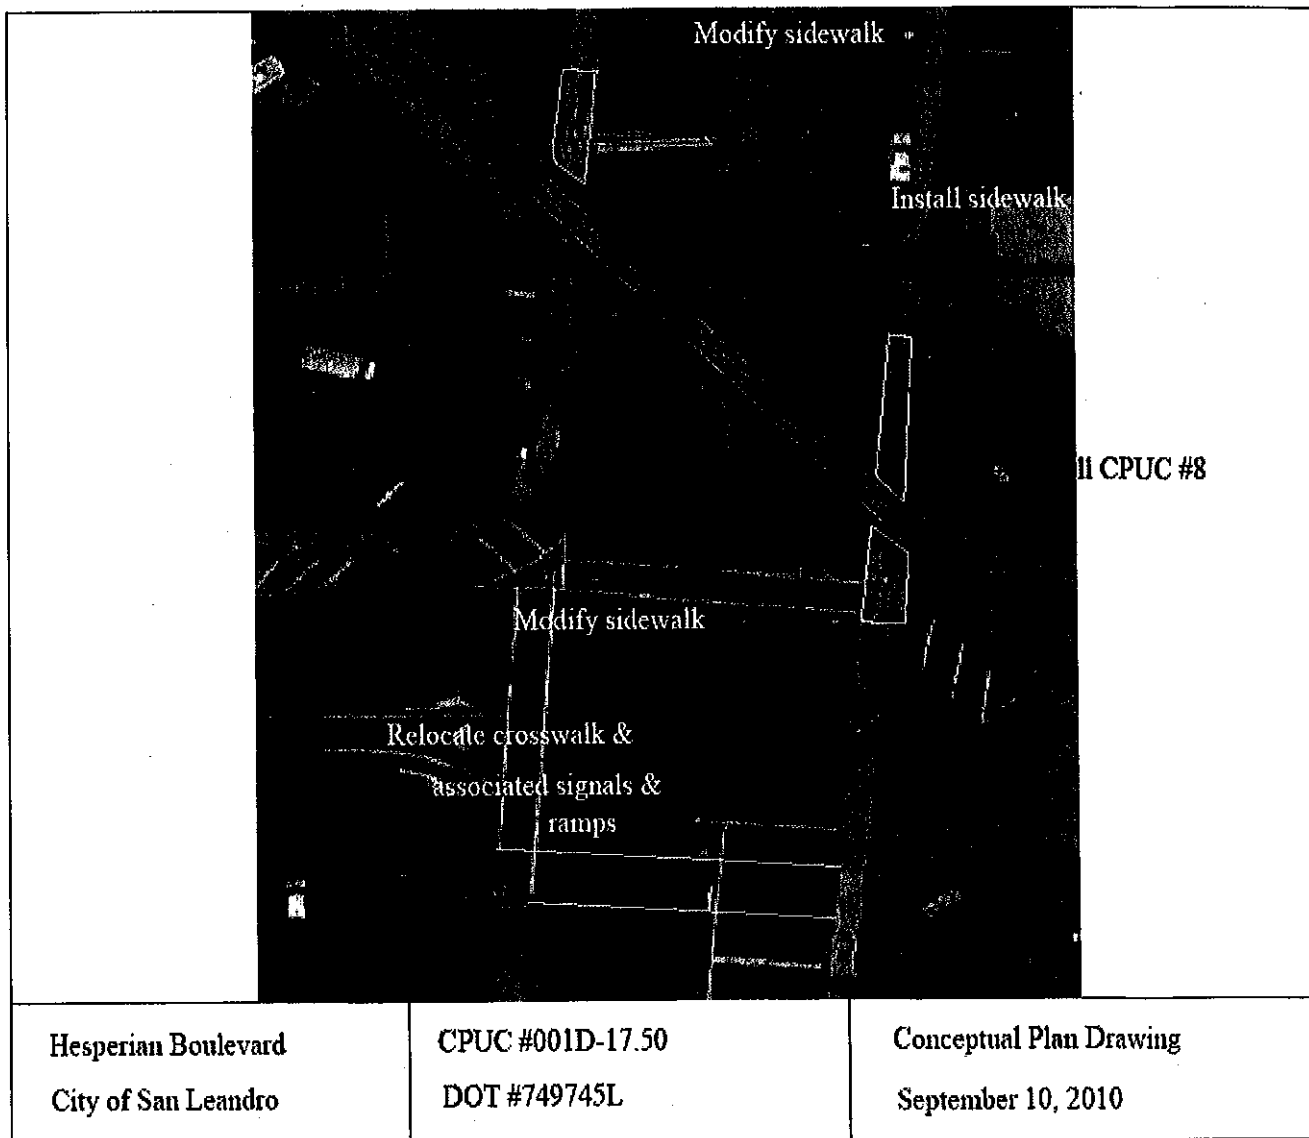 Modify sidewalk
Install sidewalk
ll CPUC #8
Modify sidewalk
Relocate crosswalk &
associated signals &
ramps
Hesperian Boulevard
City of San Leandro
CPUC #001D-17.50
DOT #749745L
Conceptual Plan Drawing
September 10, 2010